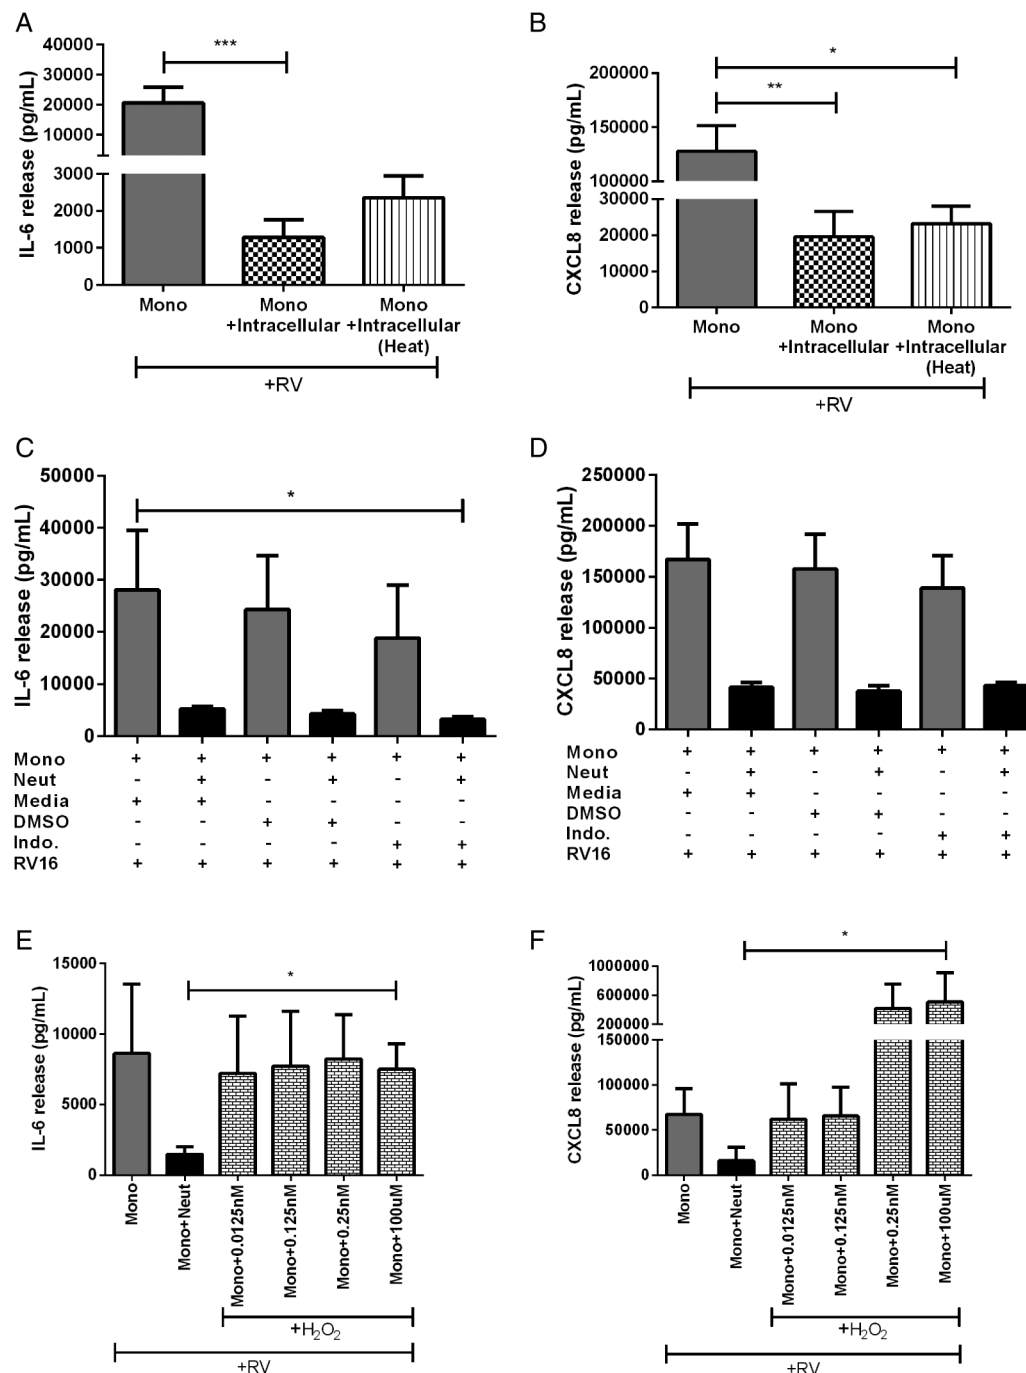 A
IL-6 release (pg/mL)
40000
30000
20000
10000
3000
2000
1000
0
***
Mono
Mono
+Intracellular
Mono
+Intracellular
(Heat)
+RV
B
CXCL8 release (pg/mL)
200000
150000
100000
30000
20000
10000
0
*
**
Mono
Mono
+Intracellular
Mono
+Intracellular
(Heat)
+RV
C
IL-6 release (pg/mL)
50000
40000
30000
20000
10000
0
*
Mono + + + + + +
Neut - + - + - +
Media + + - - - -
DMSO - - + + - -
Indo. - - - - + +
RV16 + + + + + +
D
CXCL8 release (pg/mL)
250000
200000
150000
100000
50000
0
Mono + + + + + +
Neut - + - + - +
Media + + - - - -
DMSO - - + + - -
Indo. - - - - + +
RV16 + + + + + +
E
IL-6 release (pg/mL)
15000
10000
5000
0
*
Mono
Mono+Neut
Mono+0.0125nM
Mono+0.125nM
Mono+0.25nM
Mono+100uM
+H₂O₂
+RV
F
CXCL8 release (pg/mL)
1000000
600000
200000
150000
100000
50000
0
*
Mono
Mono+Neut
Mono+0.0125nM
Mono+0.125nM
Mono+0.25nM
Mono+100uM
+H₂O₂
+RV